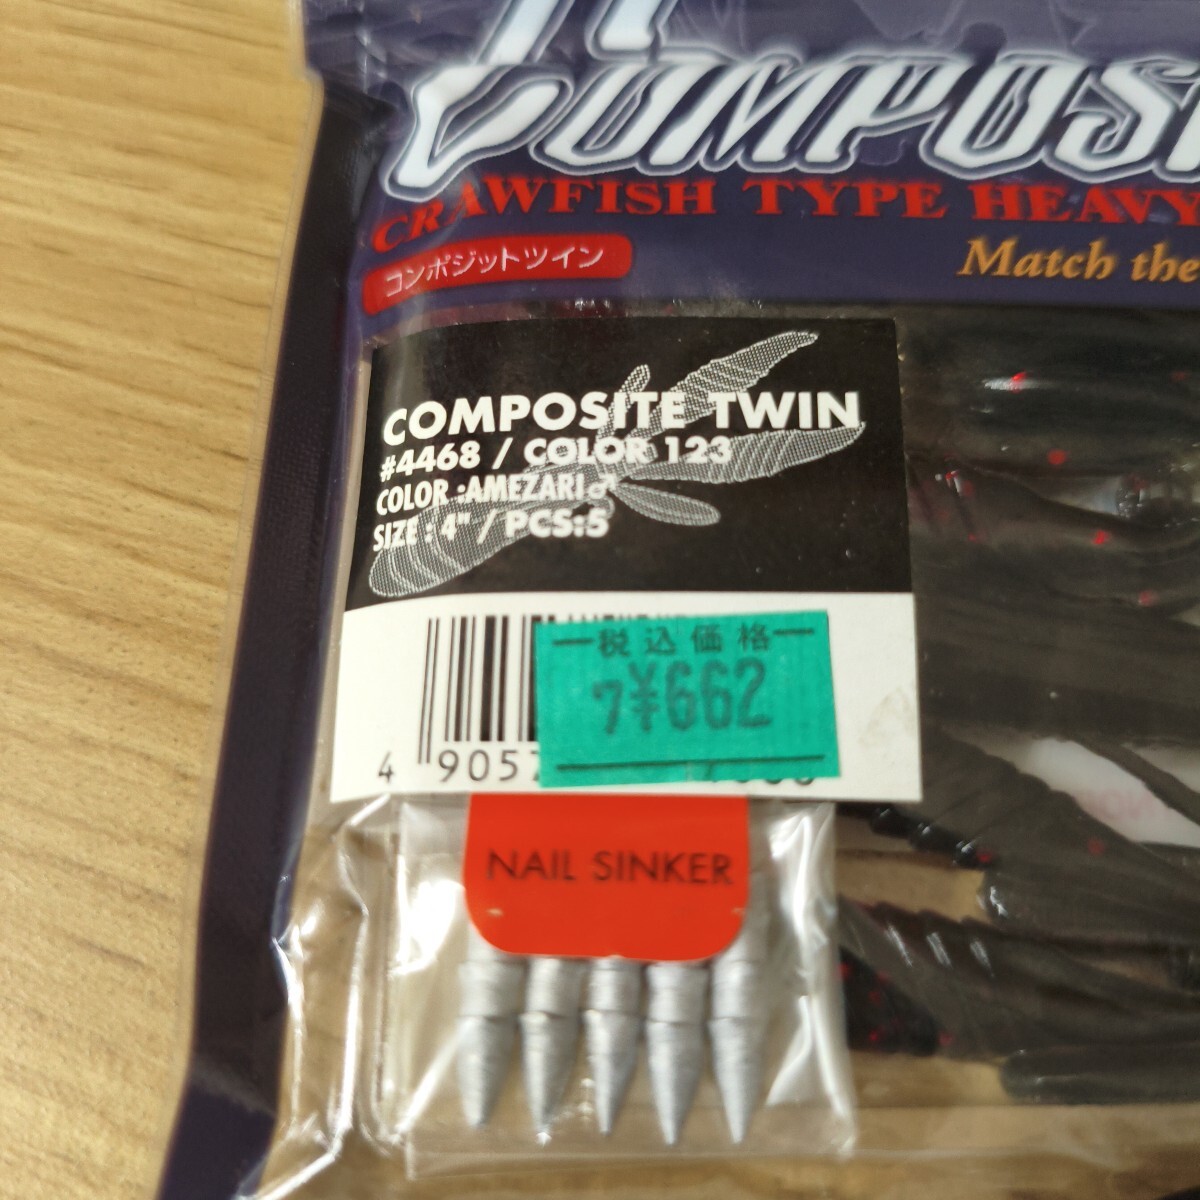 COMPOSI
CRAWFISH TYPE HEAVY
コンポジットツイン
Match the
COMPOSITE TWIN
#4468 / COLOR 123
COLOR :AMEZARI♂
SIZE : 4" / PCS:5
税込価格
7¥662
4 9057
NAIL SINKER